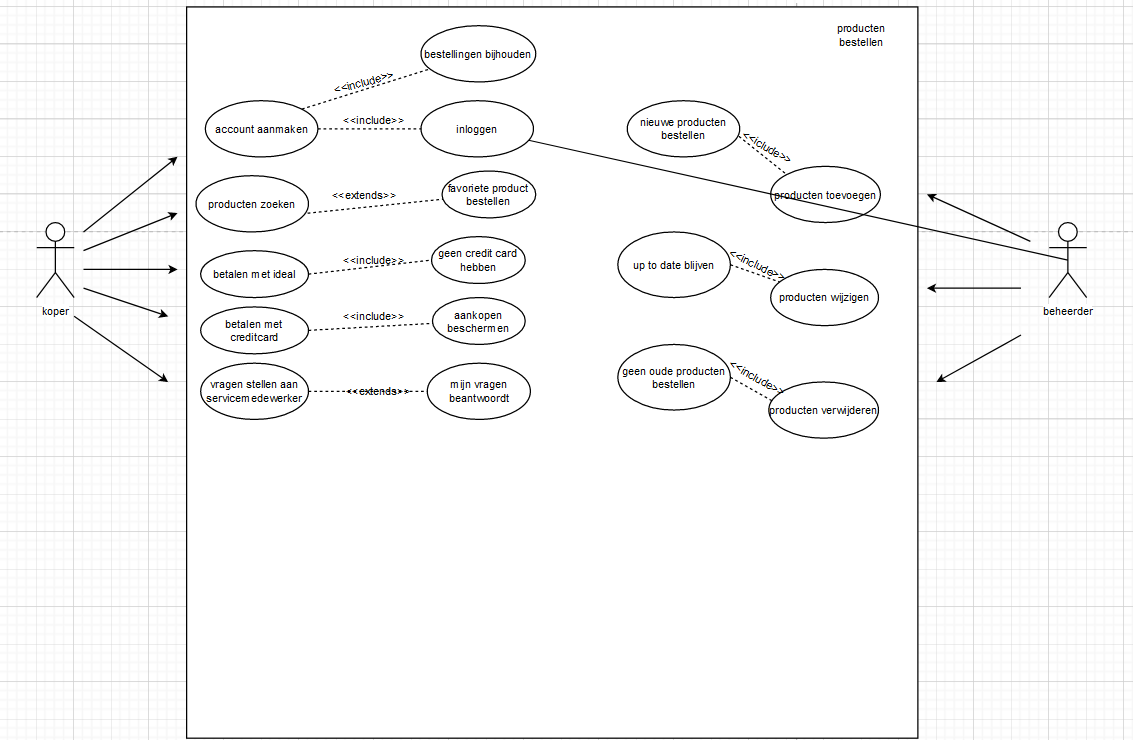 producten
bestellen
bestellingen bijhouden
<<include>>
account aanmaken
<<include>>
inloggen
nieuwe producten
bestellen
<<iclude>>
producten toevoegen
producten zoeken
<<extends>>
favoriete product
bestellen
betalen met ideal
<<include>>
geen credit card
hebben
up to date blijven
<<include>>
producten wijzigen
betalen met
creditcard
<<include>>
aankopen
beschermen
vragen stellen aan
servicemedewerker
<<extends>>
mijn vragen
beantwoordt
geen oude producten
bestellen
<<include>>
producten verwijderen
koper
beheerder